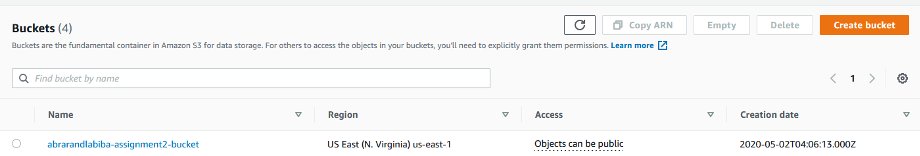 Buckets (4)
Copy ARN Empty Delete Create bucket
Buckets are the fundamental container in Amazon S3 for data storage. For others to access the objects in your buckets, you'll need to explicitly grant them permissions. Learn more
Find bucket by name
1
Name Region Access Creation date
abrarandlabiba-assignment2-bucket US East (N. Virginia) us-east-1 Objects can be public 2020-05-02T04:06:13.000Z